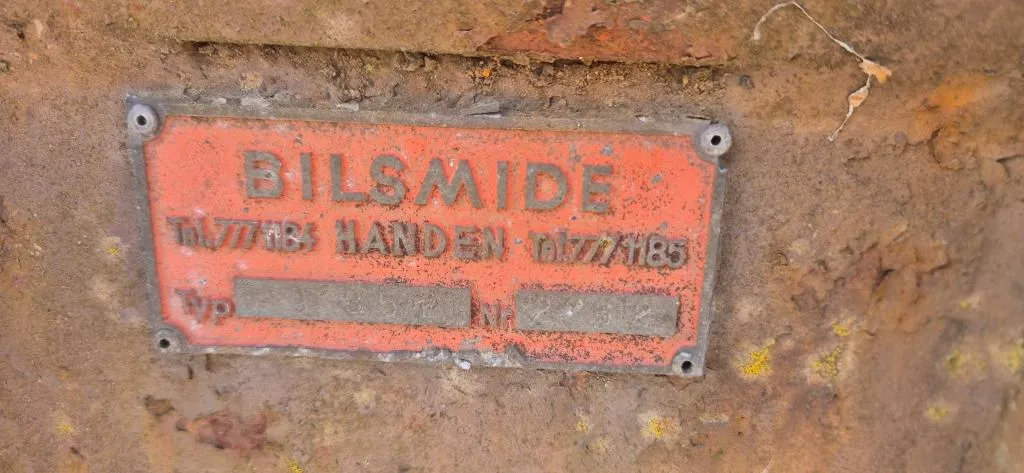 BILSMIDE
Tel.777/1184 HANDEN Tel.777/1185
Typ Nr